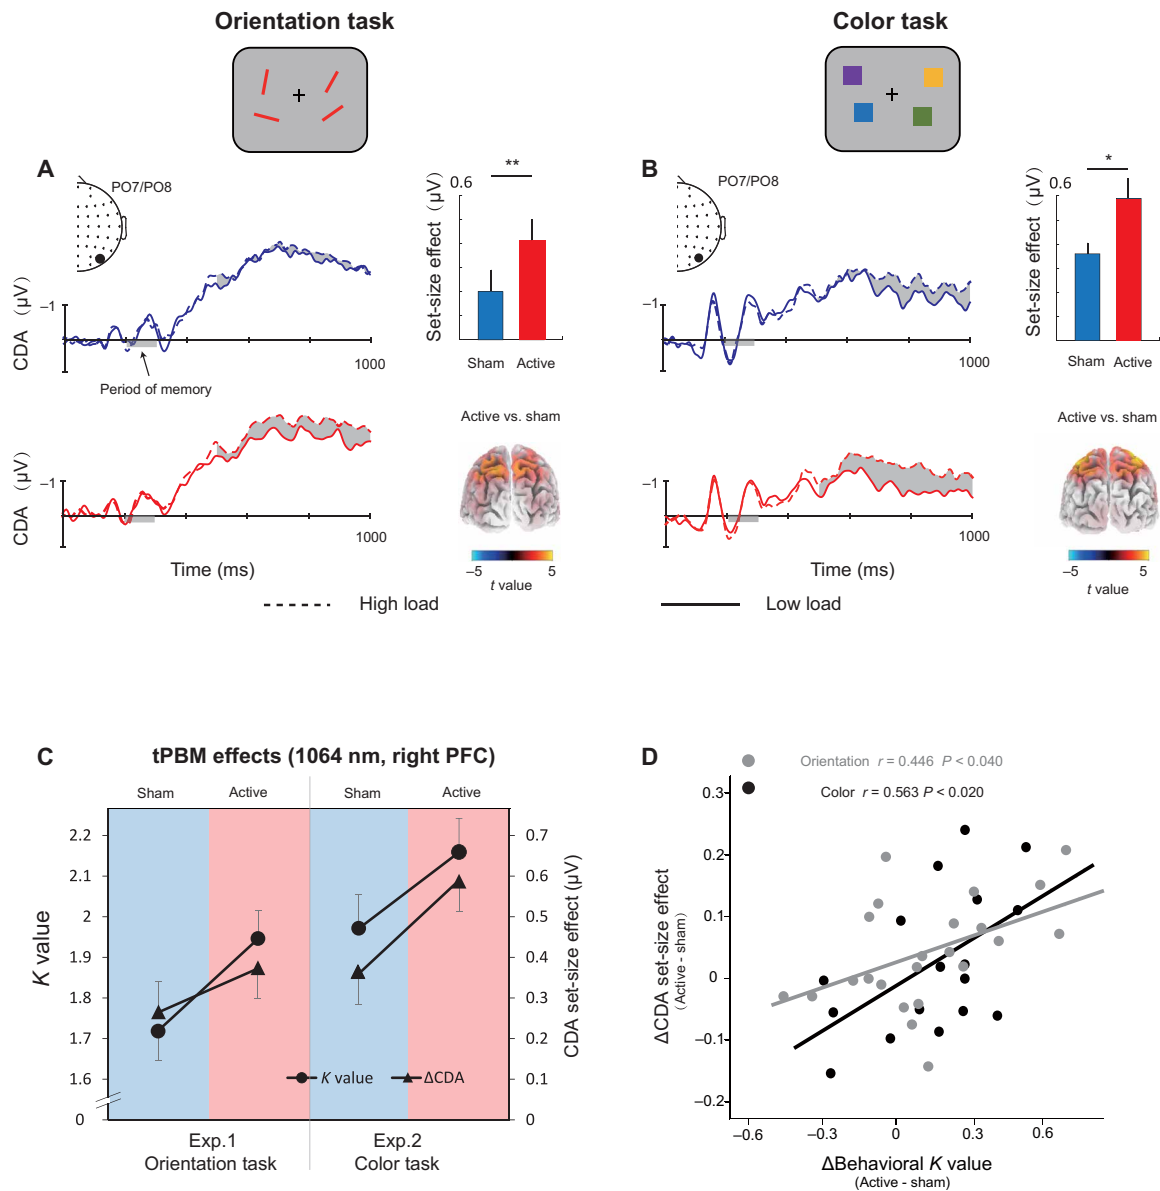 Orientation task
Color task
A
PO7/PO8
CDA (μV)
−1
1000
Period of memory
0.6
Set-size effect (μV)
**
Sham
Active
CDA (μV)
−1
1000
Time (ms)
Active vs. sham
−5
5
t value
B
PO7/PO8
−1
1000
0.6
Set-size effect (μV)
*
Sham
Active
−1
1000
Time (ms)
Active vs. sham
−5
5
t value
High load
Low load
C
tPBM effects (1064 nm, right PFC)
Sham
Active
Sham
Active
K value
2.2
2.1
2
1.9
1.8
1.7
1.6
0
0.7
0.6
0.5
0.4
0.3
0.2
0.1
0
CDA set-size effect (μV)
K value
ΔCDA
Exp.1
Orientation task
Exp.2
Color task
D
Orientation r = 0.446 P < 0.040
Color r = 0.563 P < 0.020
ΔCDA set-size effect
(Active – sham)
0.3
0.2
0.1
0
−0.1
−0.2
−0.6
−0.3
0
0.3
0.6
ΔBehavioral K value
(Active - sham)